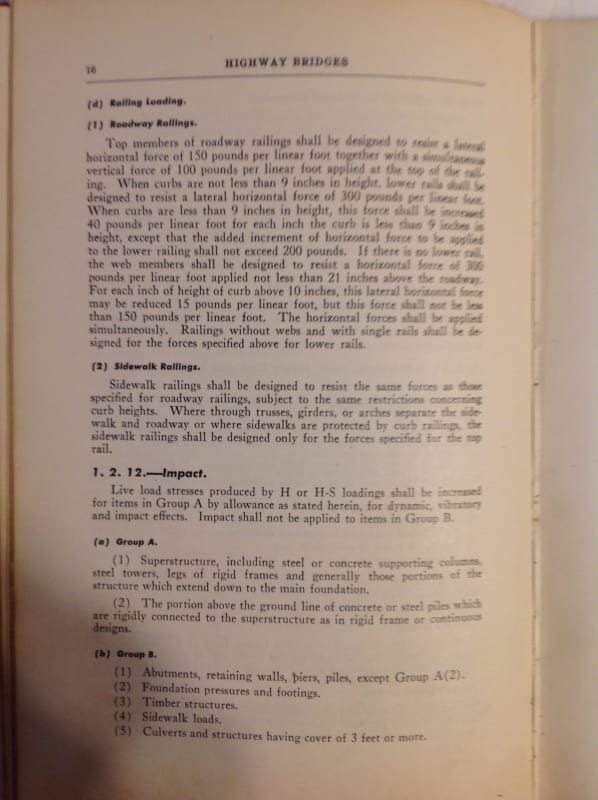 16
HIGHWAY BRIDGES
(d) Railing Loading.
(1) Roadway Railings.
Top members of roadway railings shall be designed to resist a lateral
horizontal force of 150 pounds per linear foot together with a simultaneous
vertical force of 100 pounds per linear foot applied at the top of the rail-
ing. When curbs are not less than 9 inches in height, lower rails shall be
designed to resist a lateral horizontal force of 300 pounds per linear foot.
When curbs are less than 9 inches in height, this force shall be increased
40 pounds per linear foot for each inch the curb is less than 9 inches in
height, except that the added increment of horizontal force to be applied
to the lower railing shall not exceed 200 pounds. If there is no lower rail,
the web members shall be designed to resist a horizontal force of 300
pounds per linear foot applied not less than 21 inches above the roadway.
For each inch of height of curb above 10 inches, this lateral horizontal force
may be reduced 15 pounds per linear foot, but this force shall not be less
than 150 pounds per linear foot. The horizontal forces shall be applied
simultaneously. Railings without webs and with single rails shall be de-
signed for the forces specified above for lower rails.
(2) Sidewalk Railings.
Sidewalk railings shall be designed to resist the same forces as those
specified for roadway railings, subject to the same restrictions concerning
curb heights. Where through trusses, girders, or arches separate the side-
walk and roadway or where sidewalks are protected by curb railings, the
sidewalk railings shall be designed only for the forces specified for the top
rail.
1. 2. 12.—Impact.
Live load stresses produced by H or H-S loadings shall be increased
for items in Group A by allowance as stated herein, for dynamic, vibratory
and impact effects. Impact shall not be applied to items in Group B.
(a) Group A.
(1) Superstructure, including steel or concrete supporting columns,
steel towers, legs of rigid frames and generally those portions of the
structure which extend down to the main foundation.
(2) The portion above the ground line of concrete or steel piles which
are rigidly connected to the superstructure as in rigid frame or continuous
designs.
(b) Group B.
(1) Abutments, retaining walls, piers, piles, except Group A(2).
(2) Foundation pressures and footings.
(3) Timber structures.
(4) Sidewalk loads.
(5) Culverts and structures having cover of 3 feet or more.